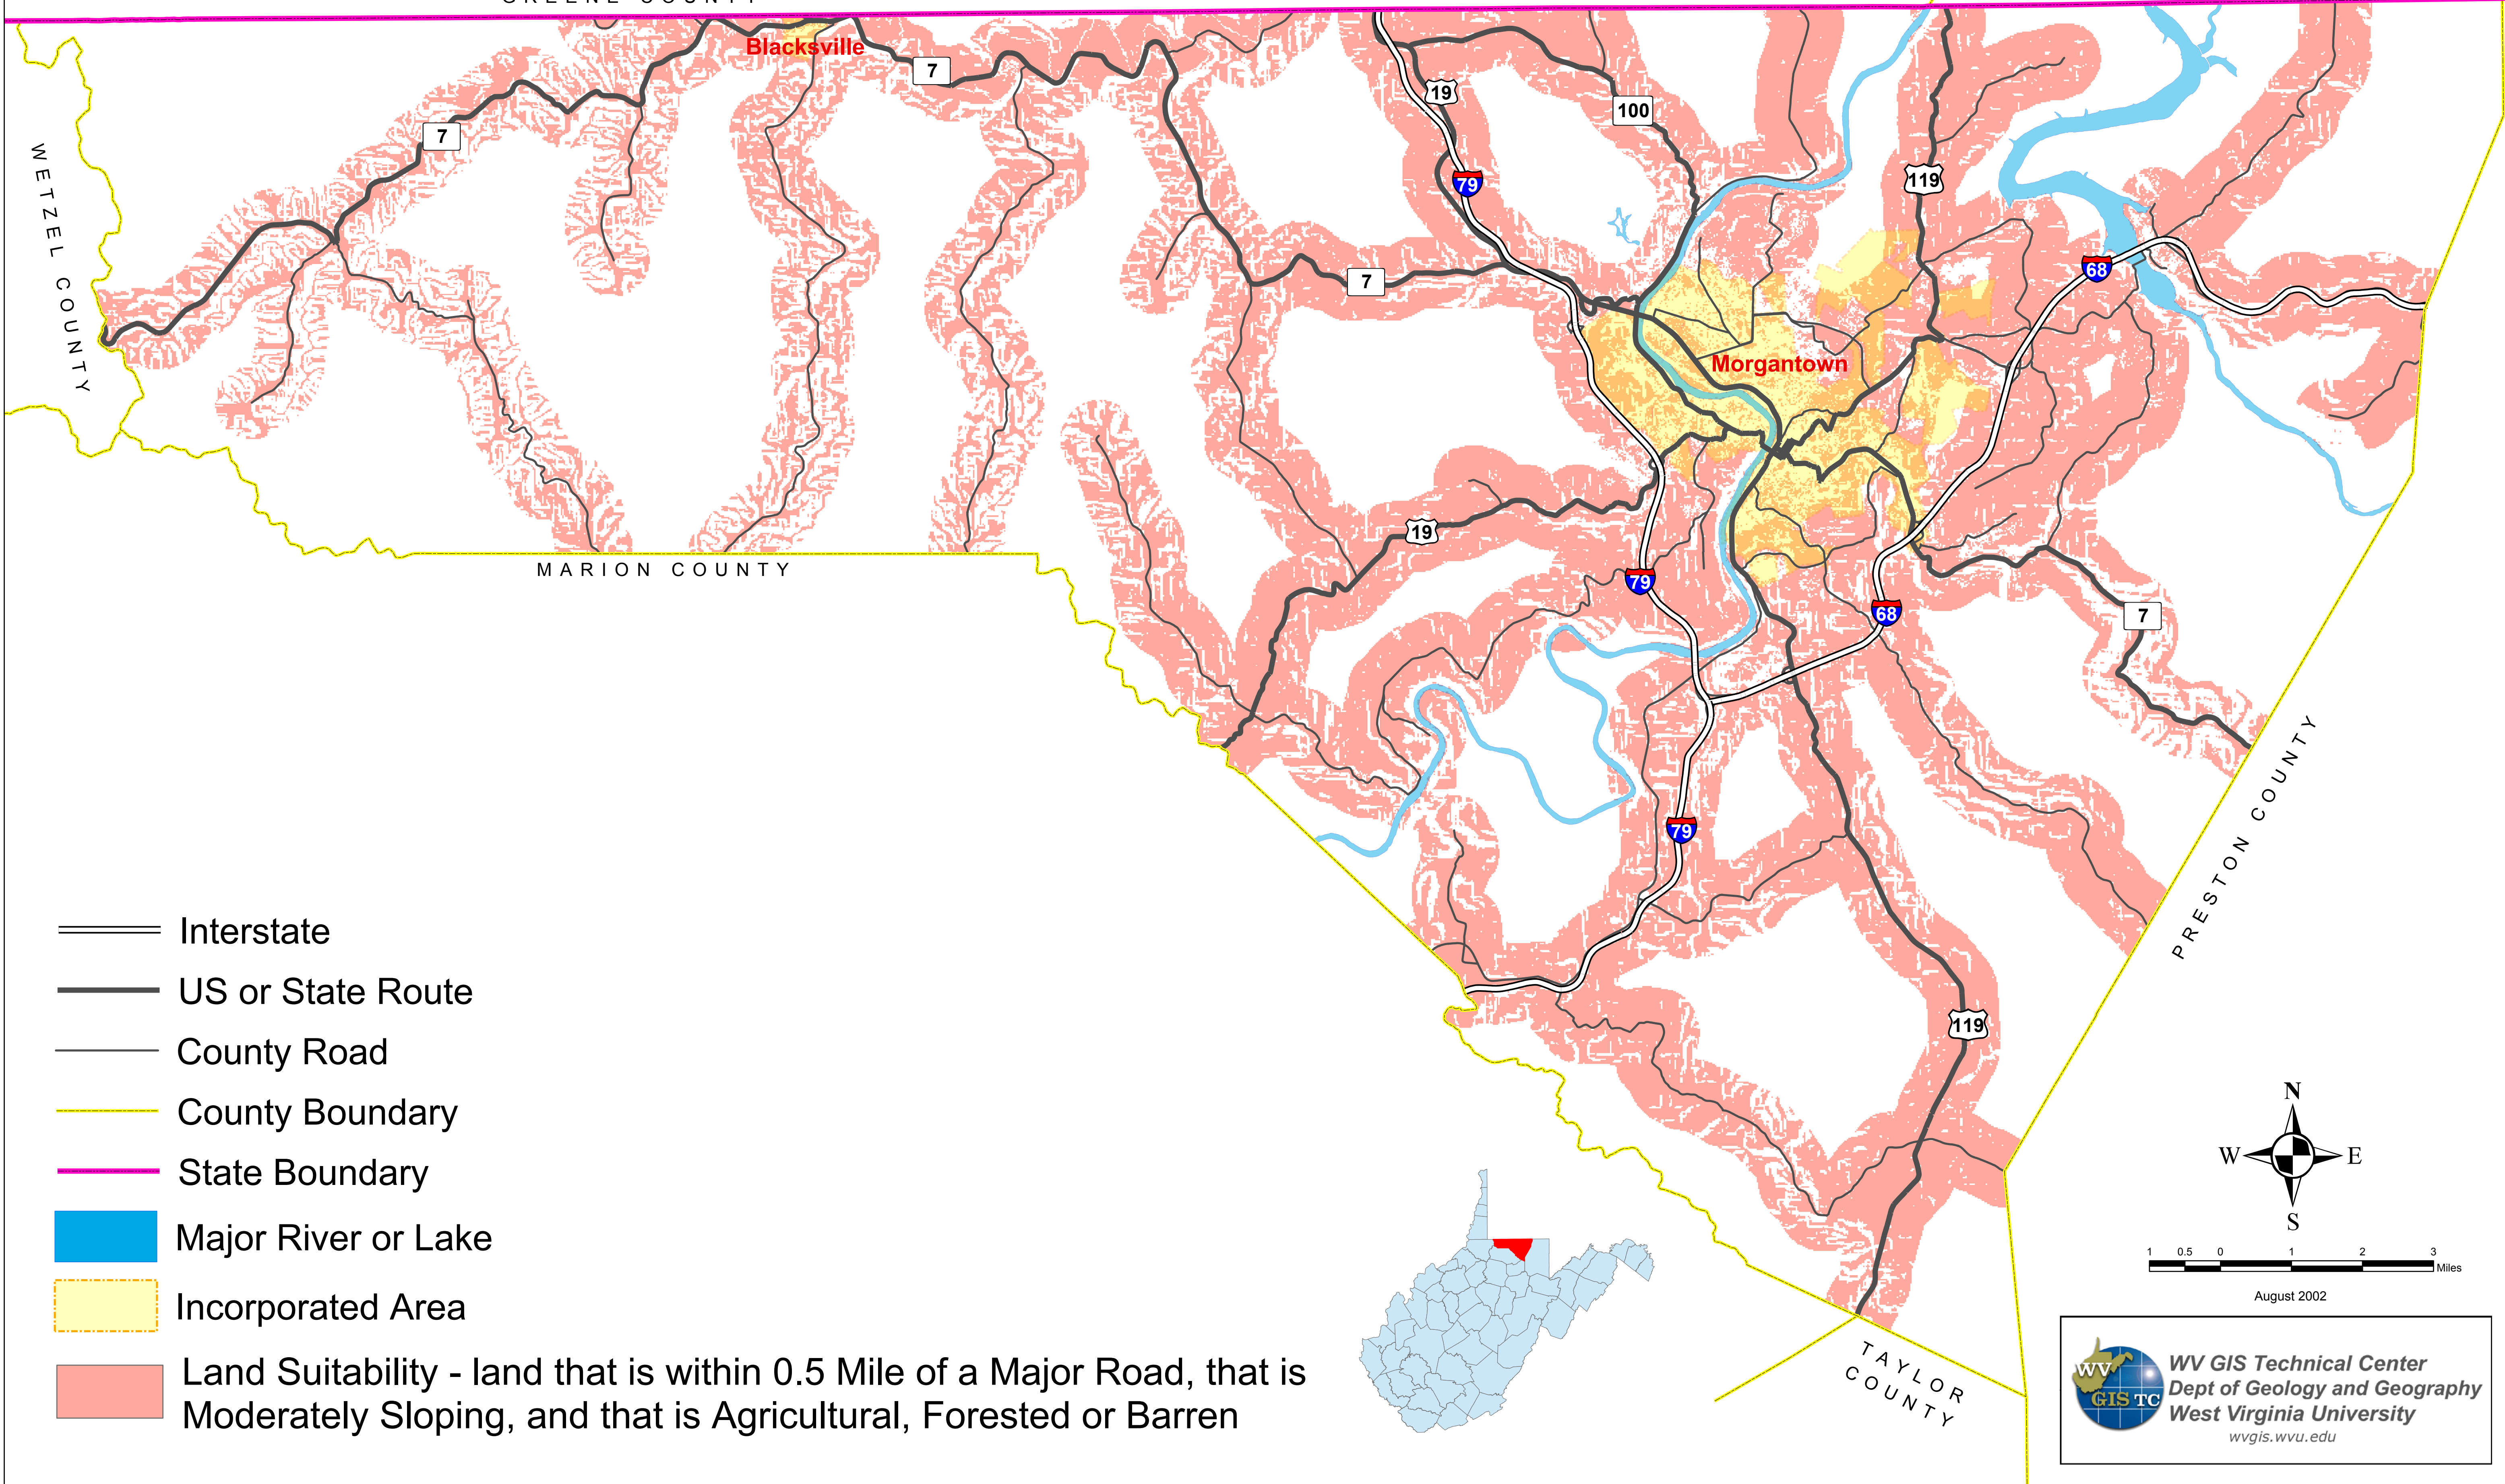 GREENE COUNTY
Blacksville
7
7
19
100
79
119
WETZEL COUNTY
68
7
Morgantown
19
MARION COUNTY
79
68
7
PRESTON COUNTY
79
119
Interstate
US or State Route
County Road
County Boundary
State Boundary
Major River or Lake
Incorporated Area
Land Suitability - land that is within 0.5 Mile of a Major Road, that is
Moderately Sloping, and that is Agricultural, Forested or Barren
N
W E
S
1 0.5 0 1 2 3
Miles
August 2002
TAYLOR
COUNTY
WV
GIS TC
WV GIS Technical Center
Dept of Geology and Geography
West Virginia University
wvgis.wvu.edu